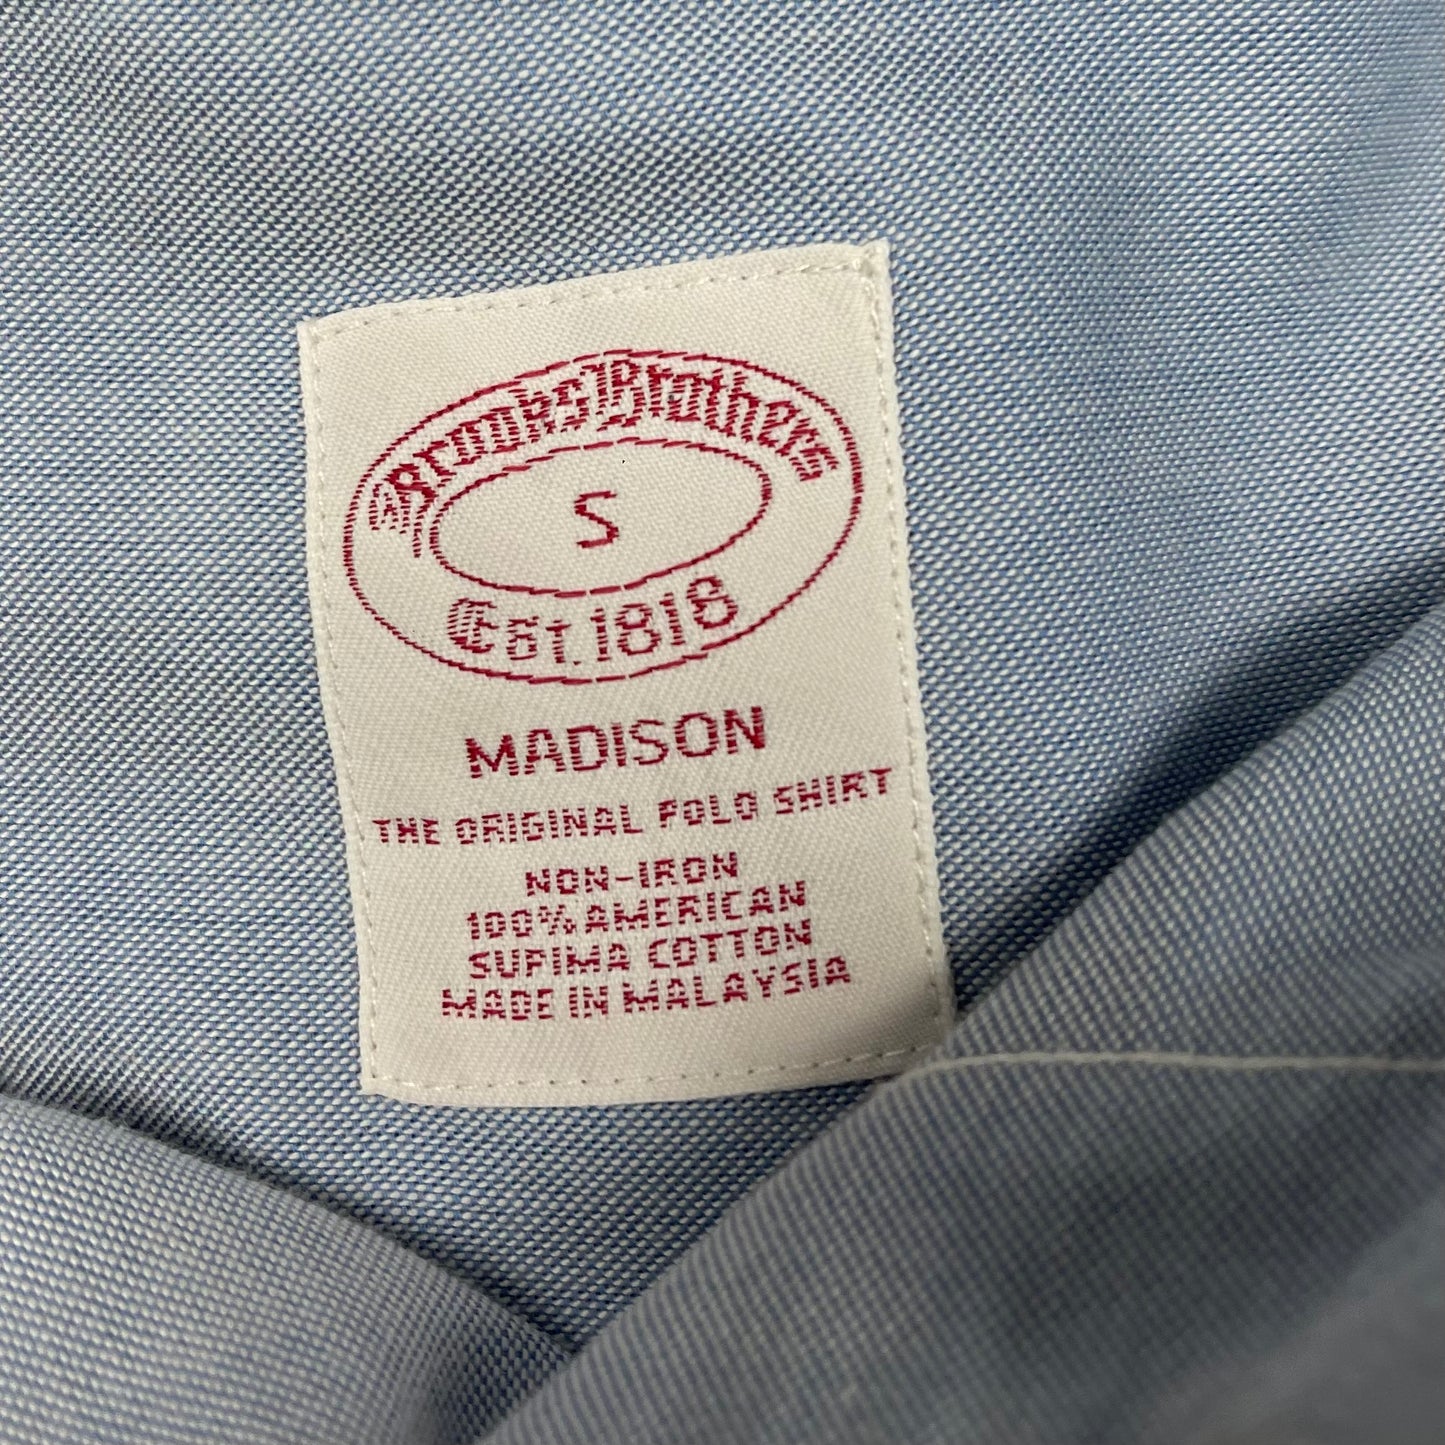 Brooks Brothers
S
Est. 1818
MADISON
THE ORIGINAL POLO SHIRT
NON-IRON
100% AMERICAN
SUPIMA COTTON
MADE IN MALAYSIA